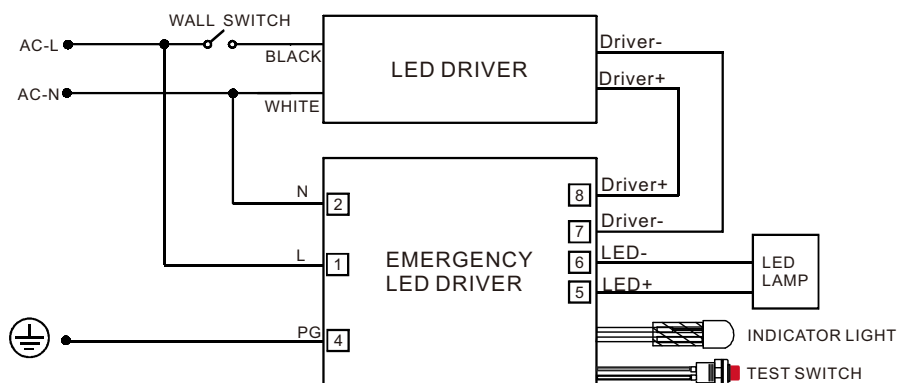 WALL SWITCH
AC-L
BLACK
LED DRIVER
Driver-
Driver+
AC-N
WHITE
N
2
8
Driver+
7
Driver-
L
1
EMERGENCY
LED DRIVER
6
LED-
5
LED+
LED
LAMP
PG
4
INDICATOR LIGHT
TEST SWITCH